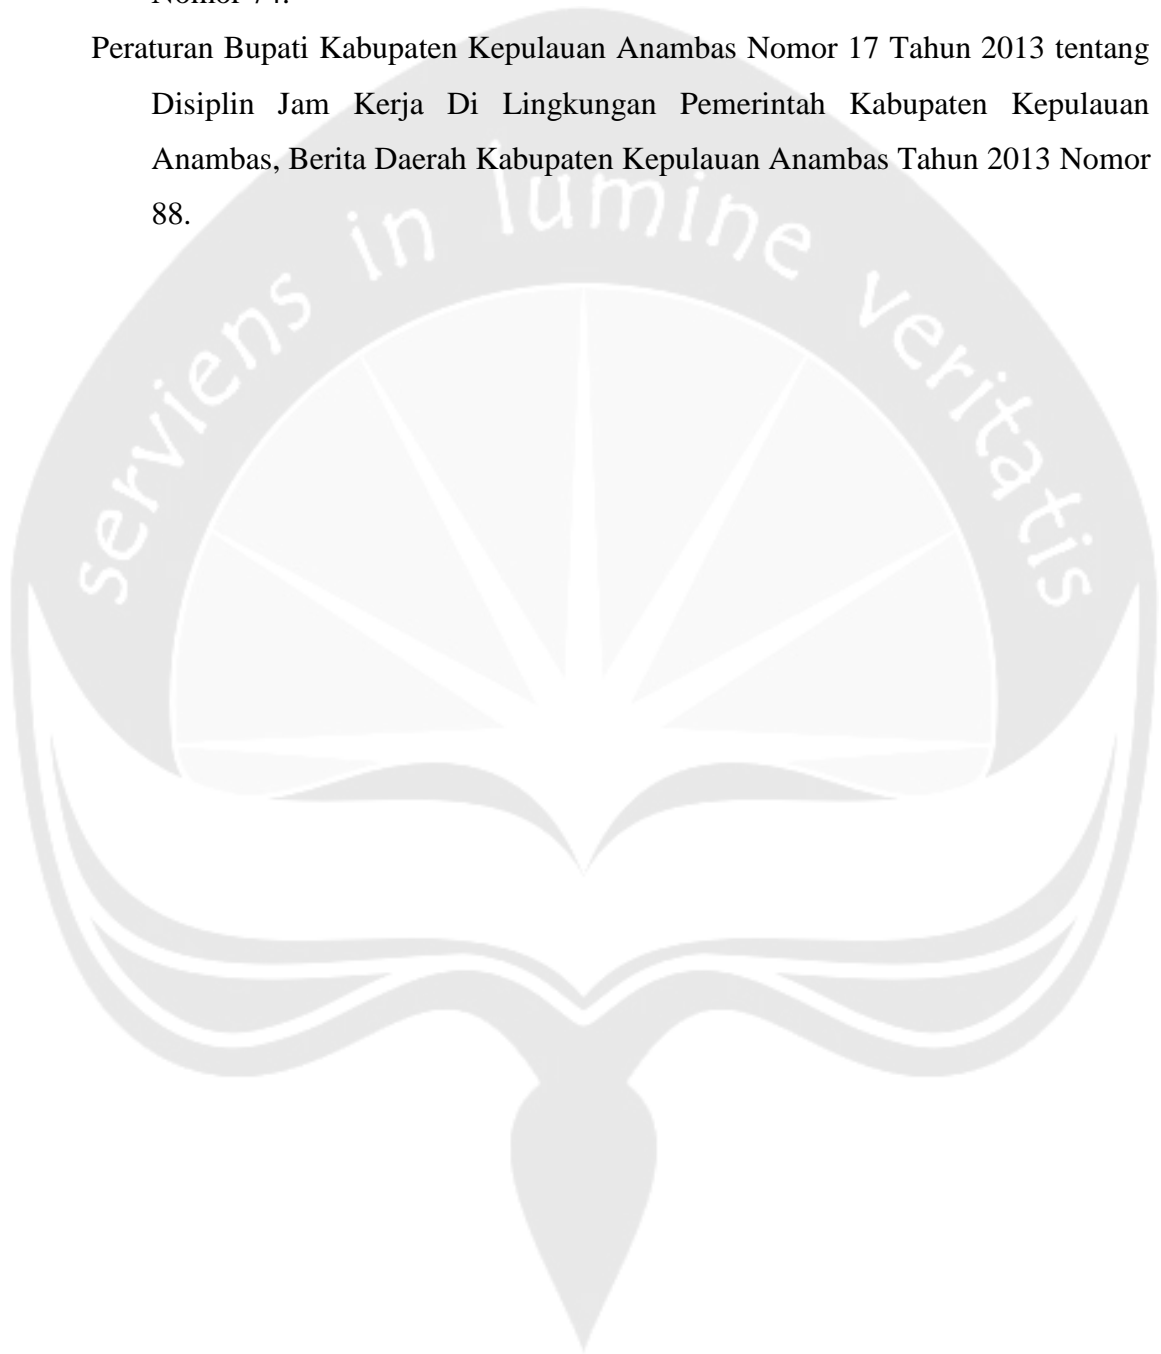 Nomor 74.
Peraturan Bupati Kabupaten Kepulauan Anambas Nomor 17 Tahun 2013 tentang
Disiplin Jam Kerja Di Lingkungan Pemerintah Kabupaten Kepulauan
Anambas, Berita Daerah Kabupaten Kepulauan Anambas Tahun 2013 Nomor
88.
serviens in lumine veritatis